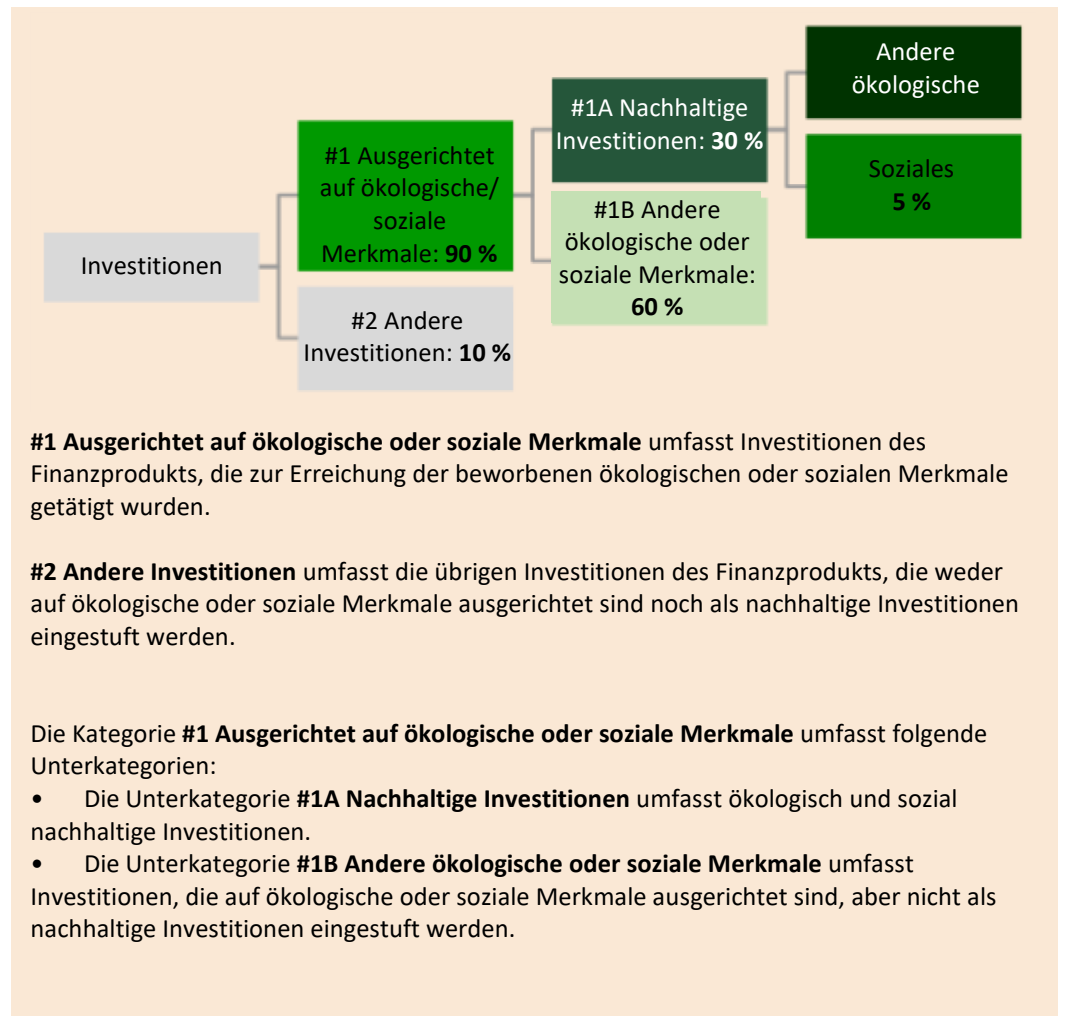 Investitionen
#1 Ausgerichtet
auf ökologische/
soziale
Merkmale: 90 %
#2 Andere
Investitionen: 10 %
#1A Nachhaltige
Investitionen: 30 %
#1B Andere
ökologische oder
soziale Merkmale:
60 %
Andere
ökologische
Soziales
5 %
#1 Ausgerichtet auf ökologische oder soziale Merkmale umfasst Investitionen des
Finanzprodukts, die zur Erreichung der beworbenen ökologischen oder sozialen Merkmale
getätigt wurden.
#2 Andere Investitionen umfasst die übrigen Investitionen des Finanzprodukts, die weder
auf ökologische oder soziale Merkmale ausgerichtet sind noch als nachhaltige Investitionen
eingestuft werden.
Die Kategorie #1 Ausgerichtet auf ökologische oder soziale Merkmale umfasst folgende
Unterkategorien:
• Die Unterkategorie #1A Nachhaltige Investitionen umfasst ökologisch und sozial
nachhaltige Investitionen.
• Die Unterkategorie #1B Andere ökologische oder soziale Merkmale umfasst
Investitionen, die auf ökologische oder soziale Merkmale ausgerichtet sind, aber nicht als
nachhaltige Investitionen eingestuft werden.